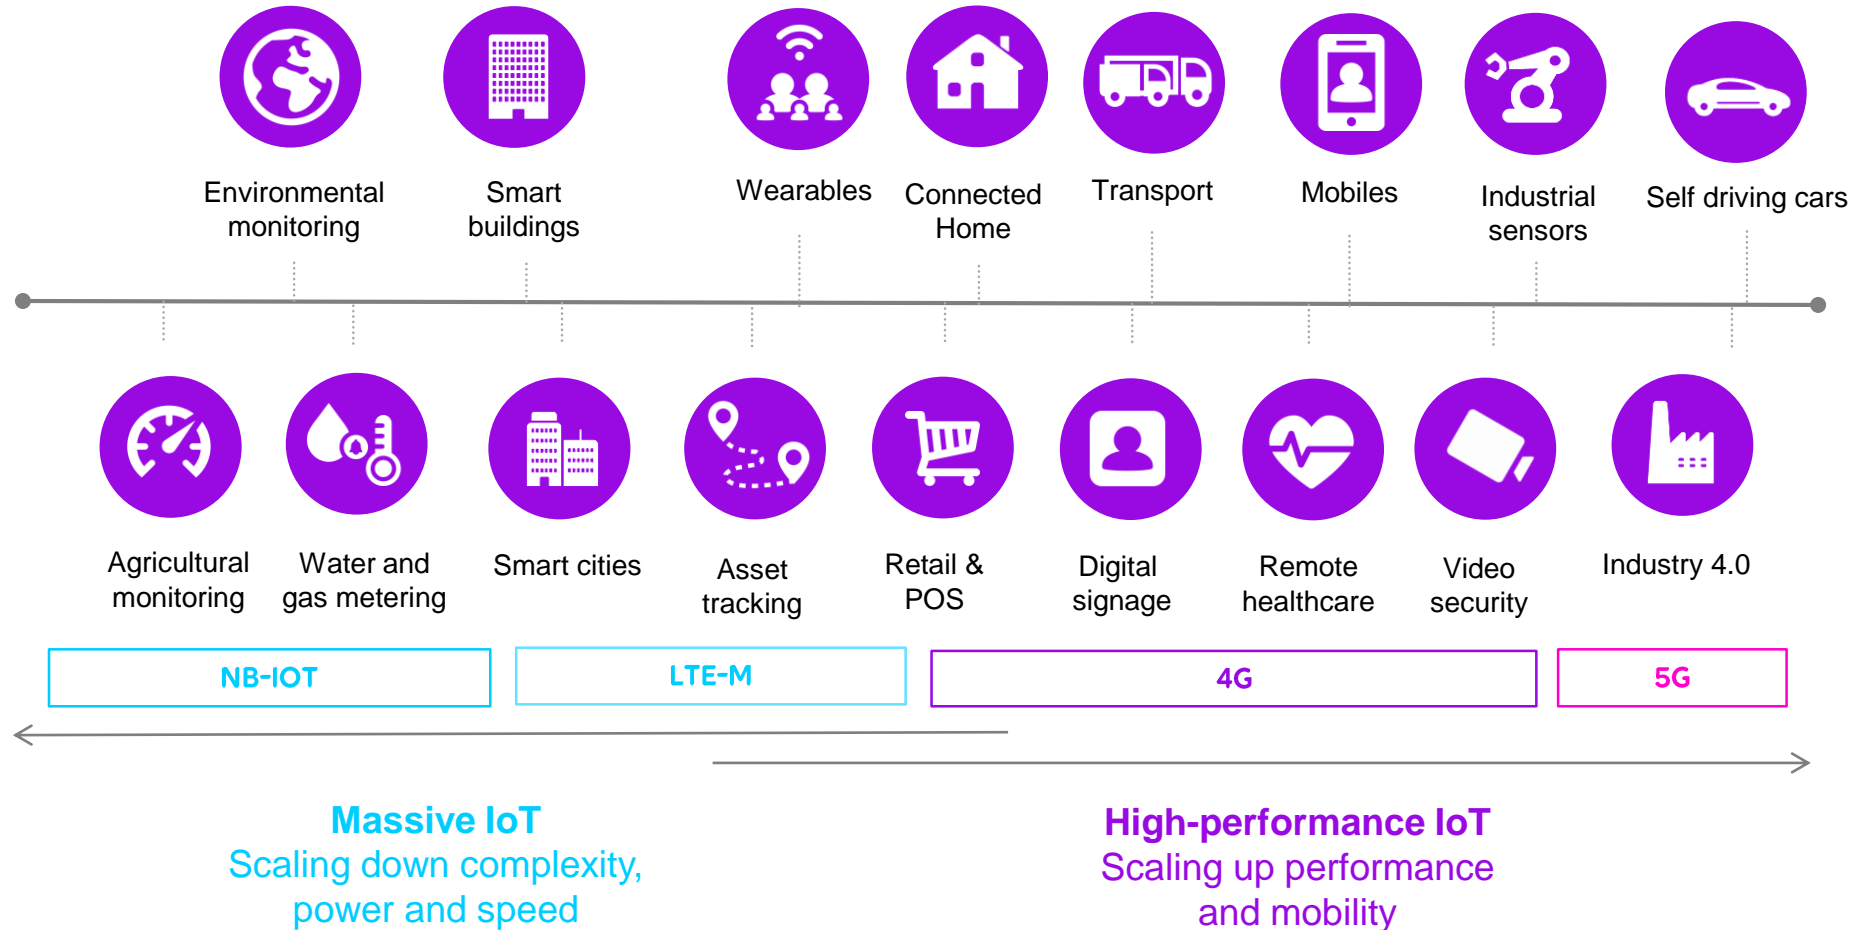 Environmental
monitoring
Smart
buildings
Wearables
Connected
Home
Transport
Mobiles
Industrial
sensors
Self driving cars
Agricultural
monitoring
Water and
gas metering
Smart cities
Asset
tracking
Retail &
POS
Digital
signage
Remote
healthcare
Video
security
Industry 4.0
NB-IOT
LTE-M
4G
5G
Massive IoT
Scaling down complexity,
power and speed
High-performance IoT
Scaling up performance
and mobility